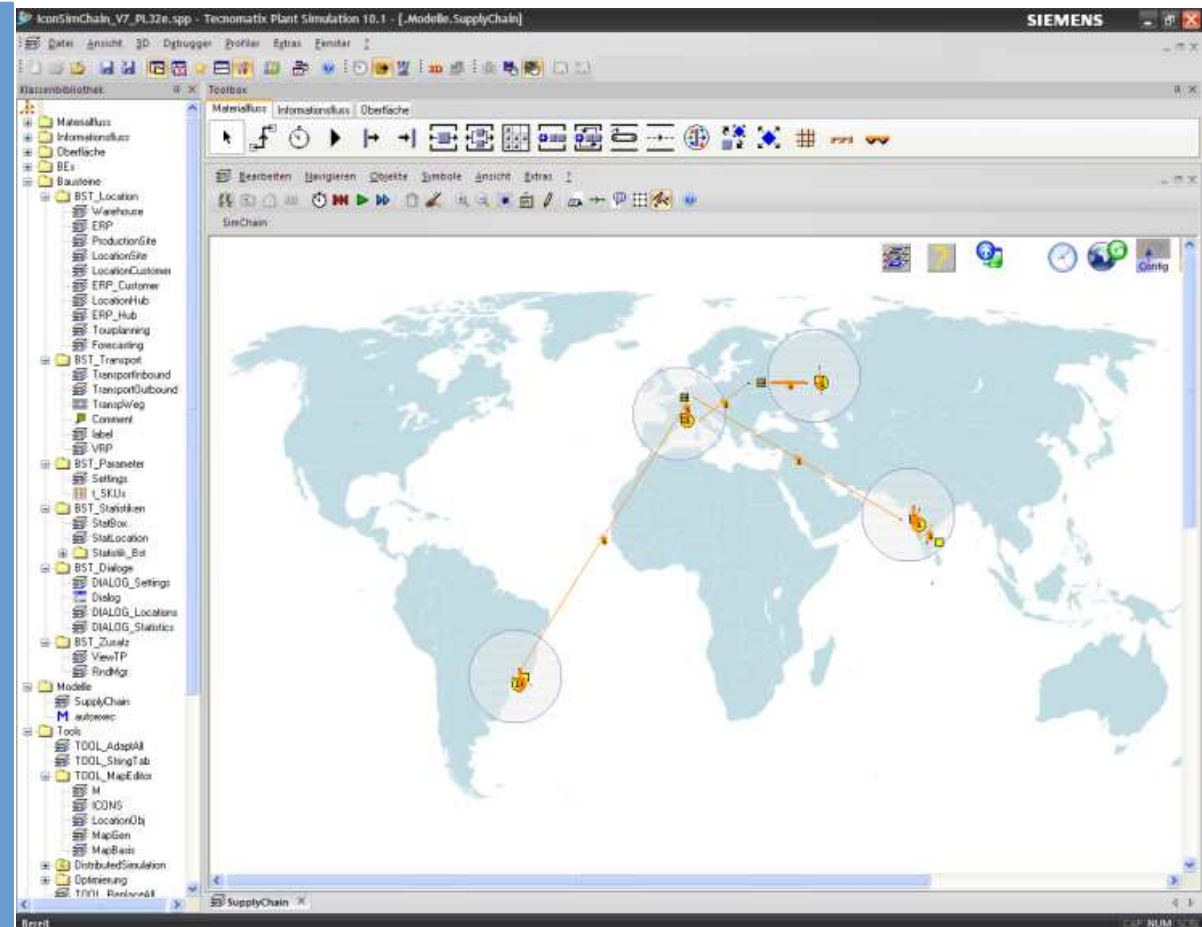 IconSimChain_V7_PL32e.spp - Tecnomatix Plant Simulation 10.1 - [.Modelle.SupplyChain]
SIEMENS
Datei Ansicht 3D Debugger Profiler Extras Fenster ?
Klassenbibliothek
Toolbox
Materialfluss Informationsfluss Oberfläche
Materialfluss
Informationsfluss
Oberfläche
BEs
Bausteine
BST_Location
Warehouse
ERP
ProductionSite
LocationSite
LocationCustomer
ERP_Customer
LocationHub
ERP_Hub
Tourplanning
Forecasting
BST_Transport
TransportInbound
TransportOutbound
TranspWeg
Comment
label
VRP
BST_Parameter
Settings
t_SKUs
BST_Statistiken
StatBox
StatLocation
Statistik_Bst
BST_Dialoge
DIALOG_Settings
Dialog
DIALOG_Locations
DIALOG_Statistics
BST_Zusatz
ViewTP
RndMgr
Modelle
SupplyChain
M autoexec
Tools
TOOL_AdaptAll
TOOL_StringTab
TOOL_MapEditor
M
ICONS
LocationObj
MapGen
MapBasis
DistributedSimulation
Optimierung
TOOL_ReplaceAll
Bearbeiten Navigieren Objekte Symbole Ansicht Extras ?
SimChain
Config
SupplyChain
Bereit
CAP NUM SCR